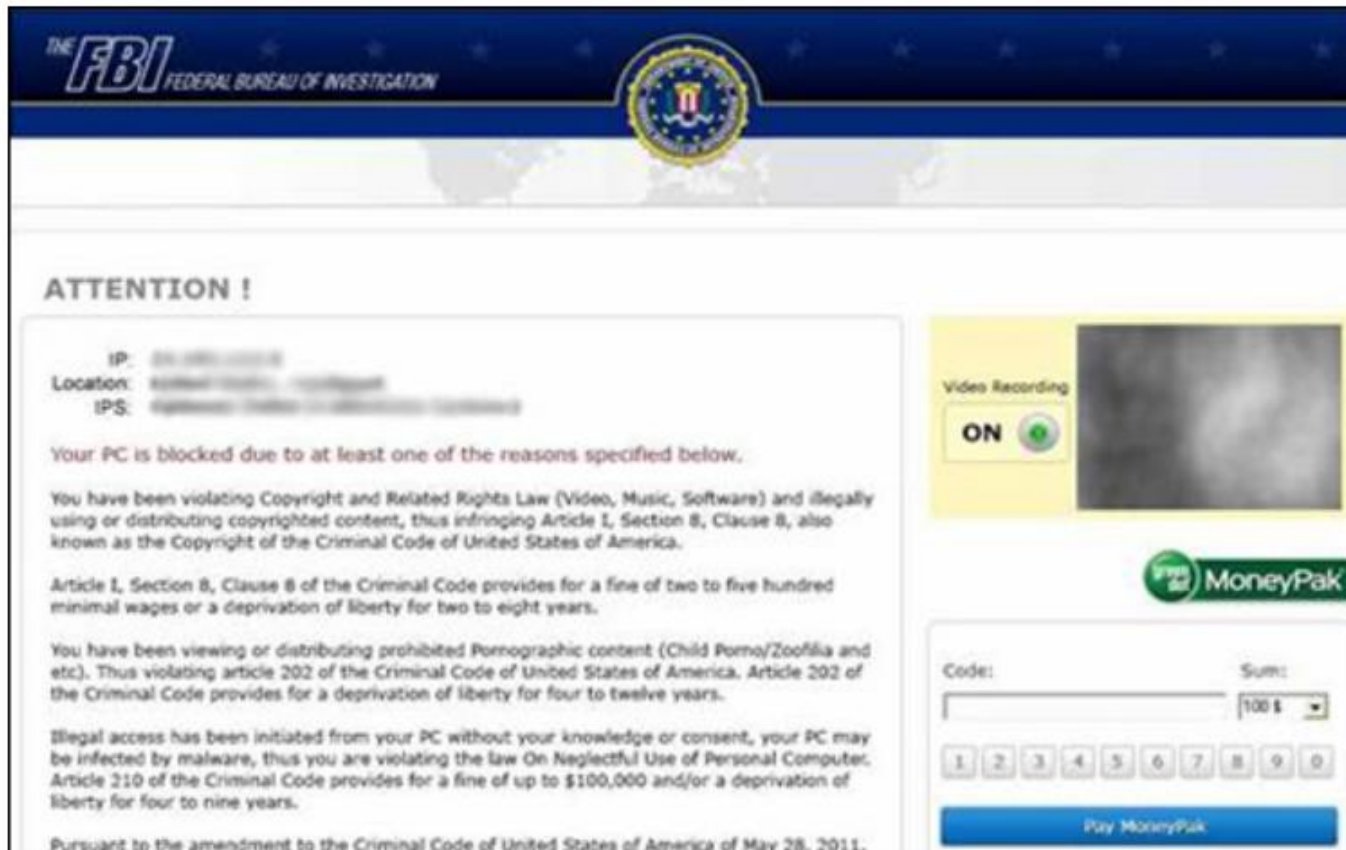 THE FBI FEDERAL BUREAU OF INVESTIGATION
ATTENTION !
IP:
Location:
IPS:
Your PC is blocked due to at least one of the reasons specified below.
You have been violating Copyright and Related Rights Law (Video, Music, Software) and illegally
using or distributing copyrighted content, thus infringing Article I, Section 8, Clause 8, also
known as the Copyright of the Criminal Code of United States of America.
Article I, Section 8, Clause 8 of the Criminal Code provides for a fine of two to five hundred
minimal wages or a deprivation of liberty for two to eight years.
You have been viewing or distributing prohibited Pornographic content (Child Porno/Zoofilia and
etc). Thus violating article 202 of the Criminal Code of United States of America. Article 202 of
the Criminal Code provides for a deprivation of liberty for four to twelve years.
Illegal access has been initiated from your PC without your knowledge or consent, your PC may
be infected by malware, thus you are violating the law On Neglectful Use of Personal Computer.
Article 210 of the Criminal Code provides for a fine of up to $100,000 and/or a deprivation of
liberty for four to nine years.
Pursuant to the amendment to the Criminal Code of United States of America of May 28, 2011,
Video Recording
ON
MoneyPak
Code:
Sum:
100 $
1 2 3 4 5 6 7 8 9 0
Pay MoneyPak